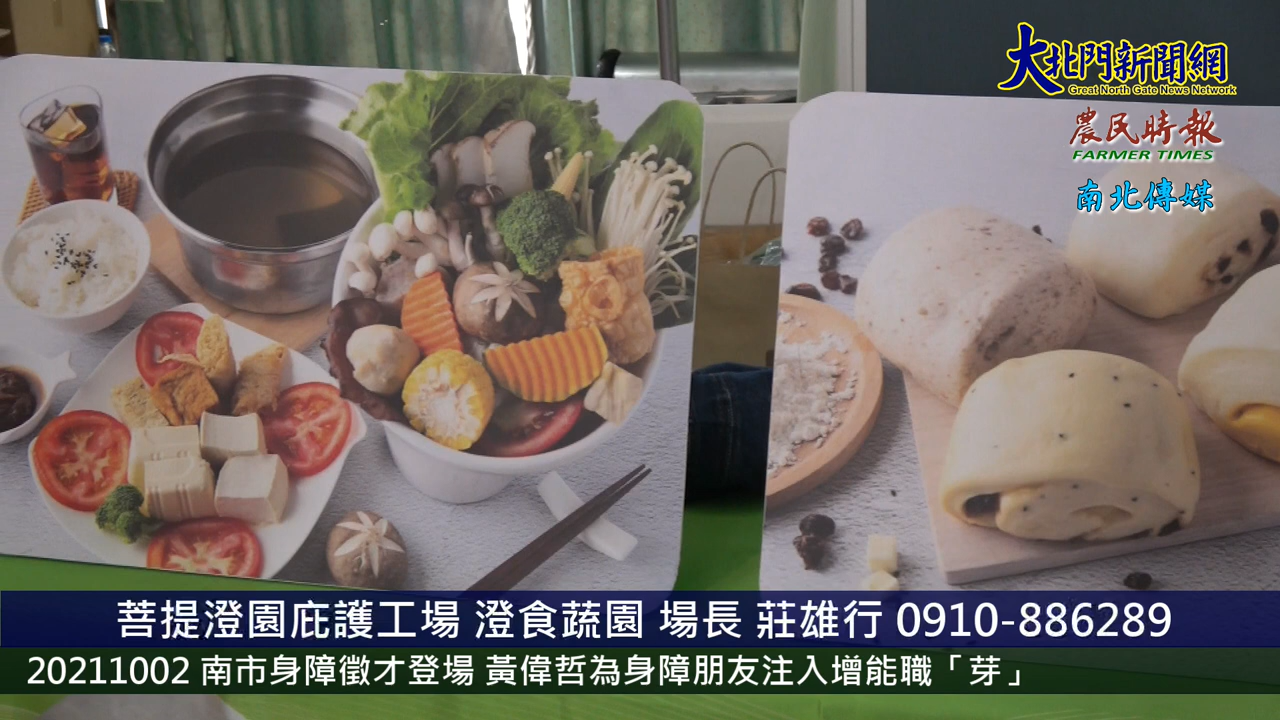 大北門新聞網
Great North Gate News Network
農民時報
FARMER TIMES
南北傳媒
菩提澄園庇護工場 澄食蔬園 場長 莊雄行 0910-886289
20211002 南市身障徵才登場 黃偉哲為身障朋友注入增能職「芽」